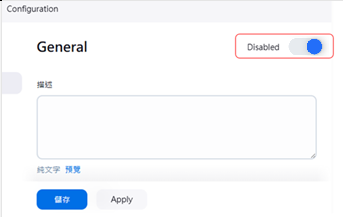 Configuration
General
Disabled
描述
純文字 預覽
儲存
Apply